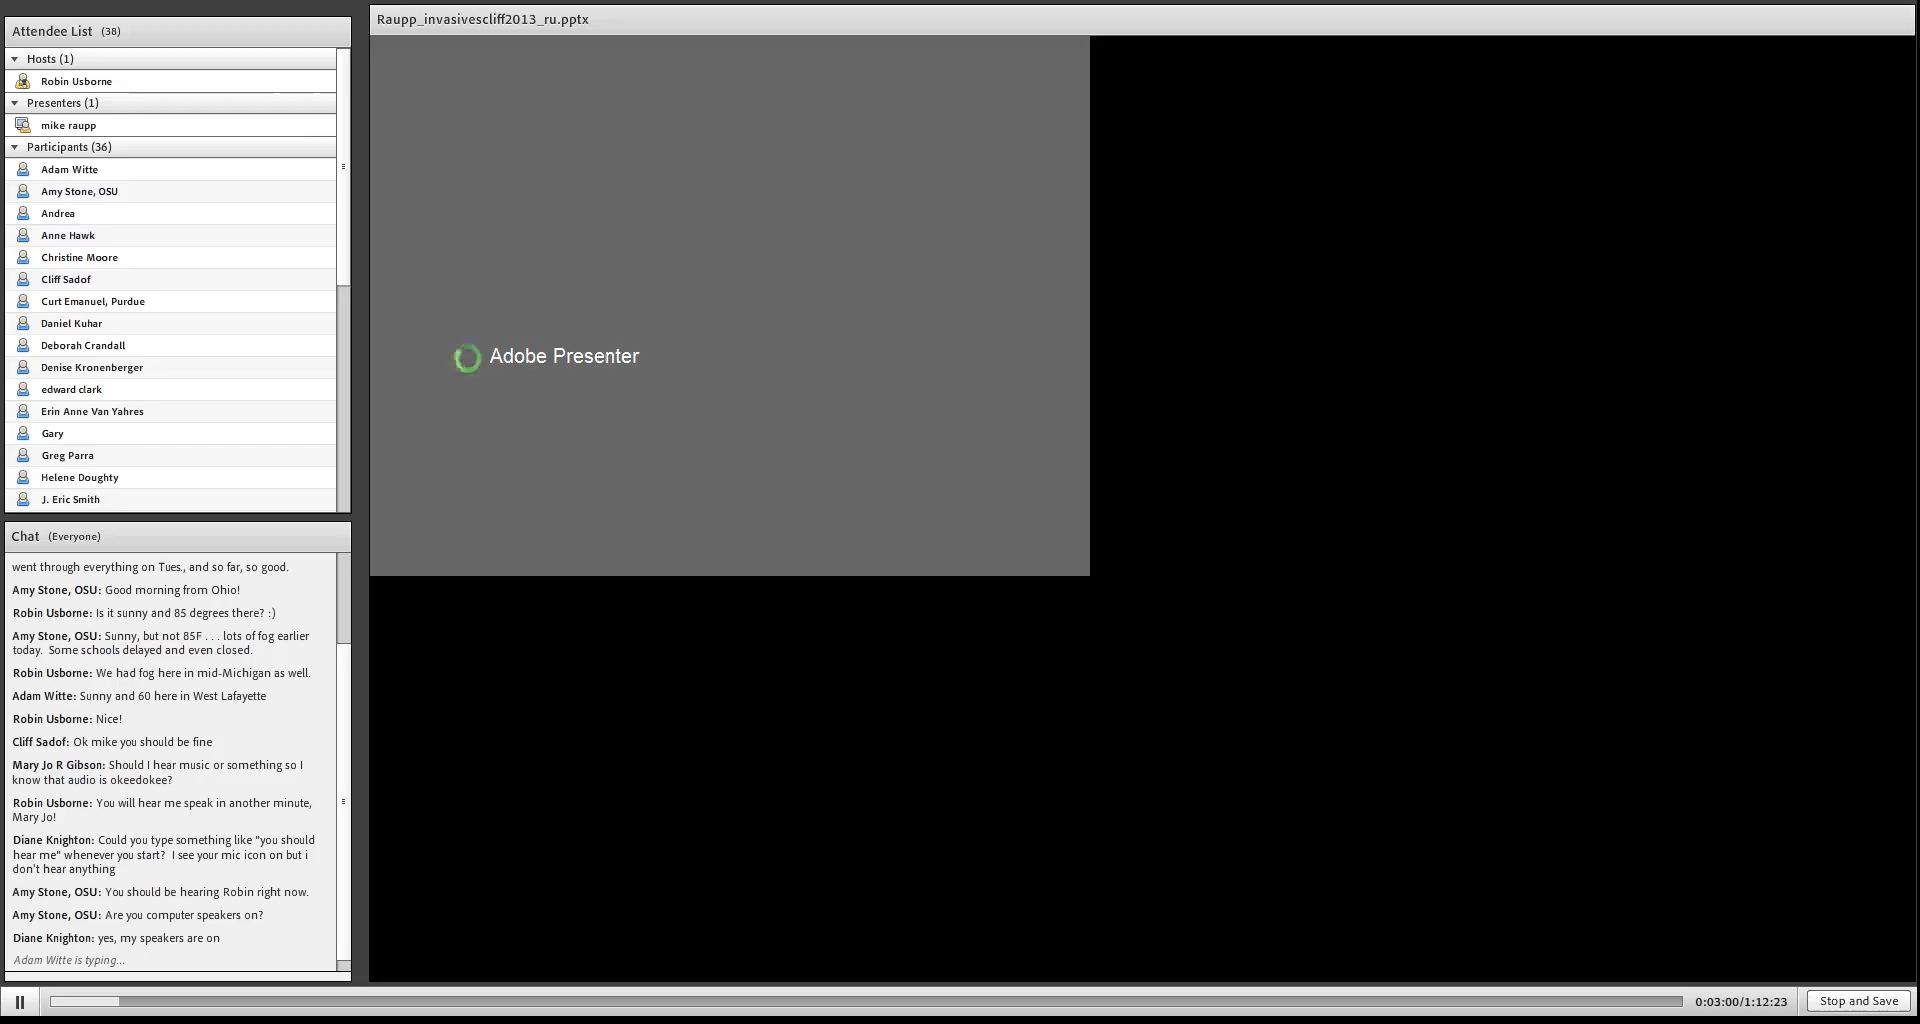 Attendee List (38)
Hosts (1)
Robin Usborne
Presenters (1)
mike raupp
Participants (36)
Adam Witte
Amy Stone, OSU
Andrea
Anne Hawk
Christine Moore
Cliff Sadof
Curt Emanuel, Purdue
Daniel Kuhar
Deborah Crandall
Denise Kronenberger
edward clark
Erin Anne Van Yahres
Gary
Greg Parra
Helene Doughty
J. Eric Smith
Chat (Everyone)
went through everything on Tues., and so far, so good.
Amy Stone, OSU: Good morning from Ohio!
Robin Usborne: Is it sunny and 85 degrees there? :)
Amy Stone, OSU: Sunny, but not 85F . . . lots of fog earlier
today. Some schools delayed and even closed.
Robin Usborne: We had fog here in mid-Michigan as well.
Adam Witte: Sunny and 60 here in West Lafayette
Robin Usborne: Nice!
Cliff Sadof: Ok mike you should be fine
Mary Jo R Gibson: Should I hear music or something so I
know that audio is okeedokee?
Robin Usborne: You will hear me speak in another minute,
Mary Jo!
Diane Knighton: Could you type something like "you should
hear me" whenever you start? I see your mic icon on but i
don't hear anything
Amy Stone, OSU: You should be hearing Robin right now.
Amy Stone, OSU: Are you computer speakers on?
Diane Knighton: yes, my speakers are on
Adam Witte is typing...
Raupp_invasivescliff2013_ru.pptx
Adobe Presenter
0:03:00/1:12:23
Stop and Save